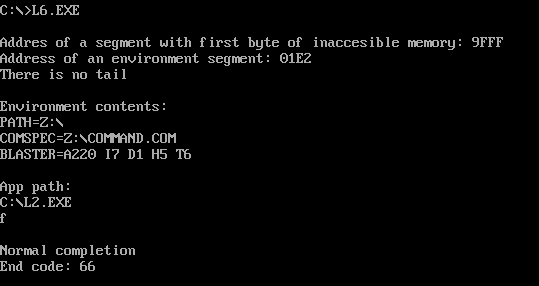 C:\>L6.EXE
Addres of a segment with first byte of inaccesible memory: 9FFF
Address of an environment segment: 01E2
There is no tail
Environment contents:
PATH=Z:\
COMSPEC=Z:\COMMAND.COM
BLASTER=A220 I7 D1 H5 T6
App path:
C:\L2.EXE
f
Normal completion
End code: 66